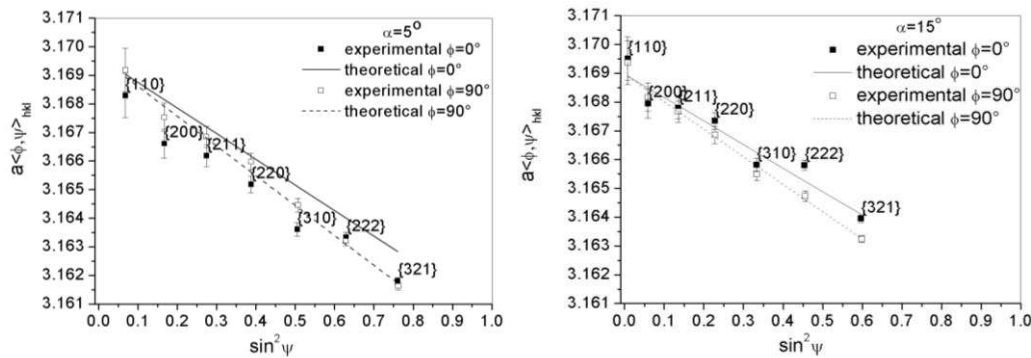 α=5°
experimental ϕ=0°
theoretical ϕ=0°
experimental ϕ=90°
theoretical ϕ=90°
{110}
{200}
{211}
{220}
{310}
{222}
{321}
3.171
3.170
3.169
3.168
3.167
3.166
3.165
3.164
3.163
3.162
3.161
a<ϕ,ψ>hkl
0.0 0.1 0.2 0.3 0.4 0.5 0.6 0.7 0.8 0.9 1.0
sin²ψ
α=15°
experimental ϕ=0°
theoretical ϕ=0°
experimental ϕ=90°
theoretical ϕ=90°
{110}
{200}
{211}
{220}
{310}
{222}
{321}
3.171
3.170
3.169
3.168
3.167
3.166
3.165
3.164
3.163
3.162
3.161
a<ϕ,ψ>hkl
0.0 0.1 0.2 0.3 0.4 0.5 0.6 0.7 0.8 0.9 1.0
sin²ψ